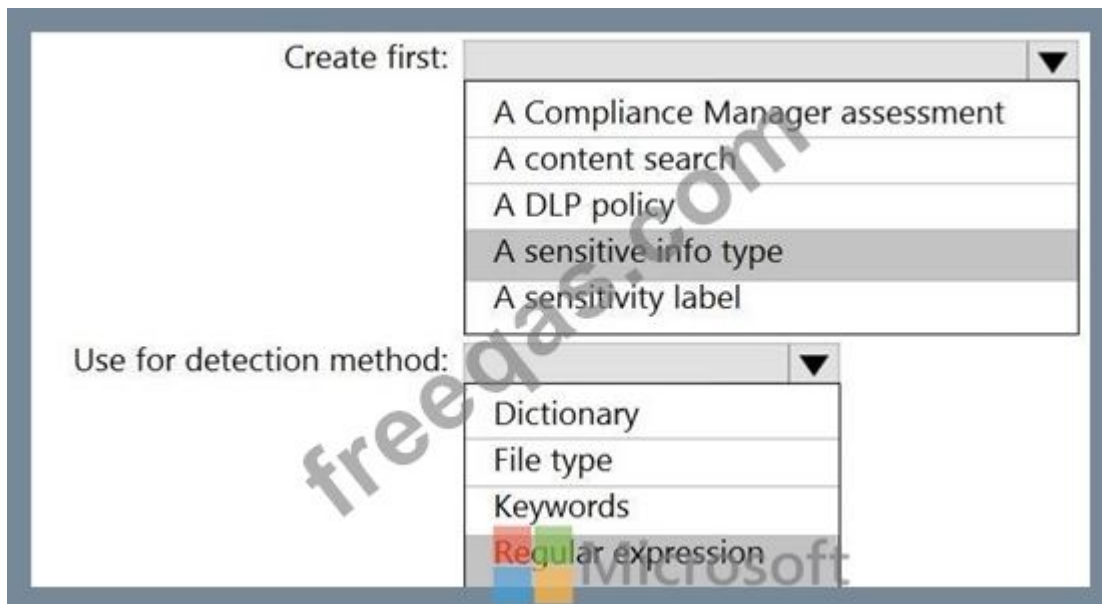 Create first:
A Compliance Manager assessment
A content search
A DLP policy
A sensitive info type
A sensitivity label
Use for detection method:
Dictionary
File type
Keywords
Regular expression
freeqas.com
Microsoft